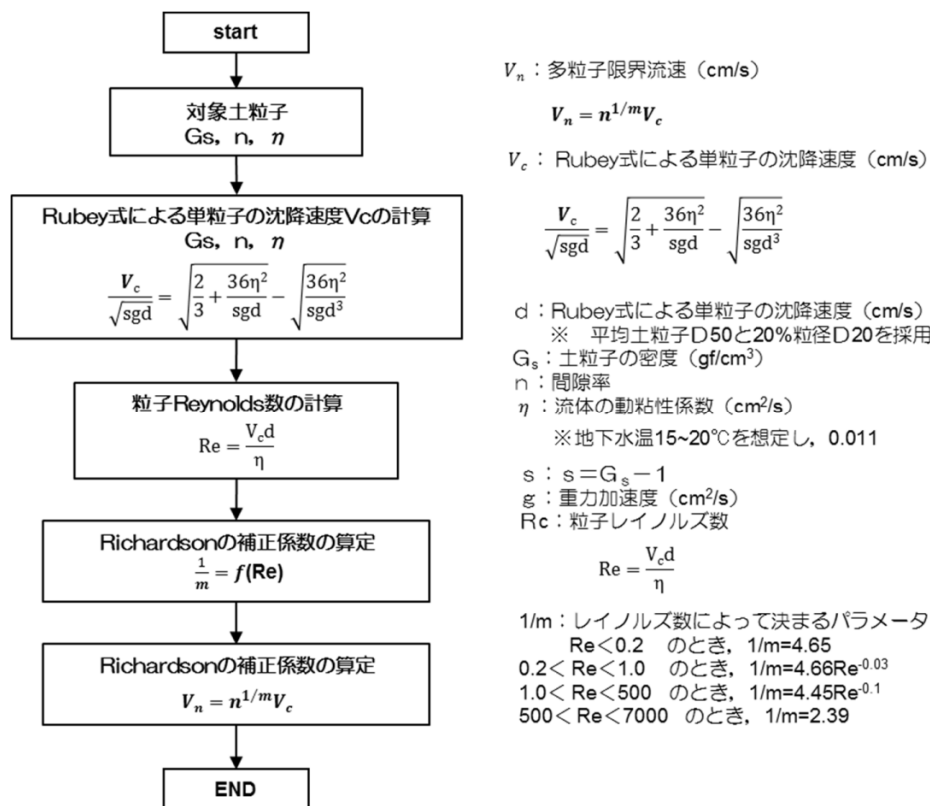 start
対象土粒子
Gs, n, η
Rubey式による単粒子の沈降速度Vcの計算
Gs, n, η
V_c/√sgd = √(2/3 + 36η²/sgd) − √(36η²/sgd³)
粒子Reynolds数の計算
Re = V_c d/η
Richardsonの補正係数の算定
1/m = f(Re)
Richardsonの補正係数の算定
V_n = n^{1/m}V_c
END
V_n：多粒子限界流速（cm/s）
V_n = n^{1/m}V_c
V_c： Rubey式による単粒子の沈降速度（cm/s）
V_c/√sgd = √(2/3 + 36η²/sgd) − √(36η²/sgd³)
d：Rubey式による単粒子の沈降速度（cm/s）
※ 平均土粒子D50と20%粒径D20を採用
G_s：土粒子の密度（gf/cm³）
n：間隙率
η：流体の動粘性係数（cm²/s）
※地下水温15~20℃を想定し，0.011
s：s＝G_s－1
g：重力加速度（cm²/s）
Rc：粒子レイノルズ数
Re = V_c d/η
1/m：レイノルズ数によって決まるパラメータ
Re＜0.2 のとき，1/m=4.65
0.2＜Re＜1.0 のとき，1/m=4.66Re^{-0.03}
1.0＜Re＜500 のとき，1/m=4.45Re^{-0.1}
500＜Re＜7000 のとき，1/m=2.39